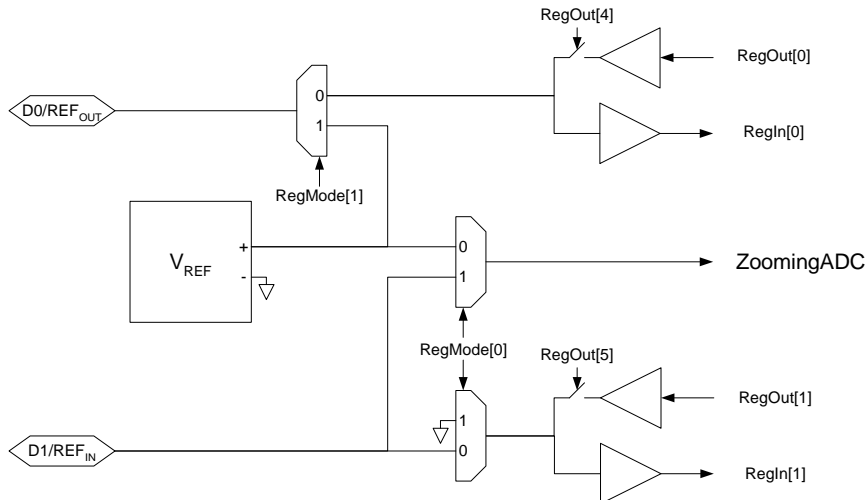 RegOut[4]
RegOut[0]
0
D0/REF_OUT
1
RegIn[0]
RegMode[1]
V_REF
+
0
-
1
ZoomingADC
RegMode[0]
RegOut[5]
RegOut[1]
1
D1/REF_IN
0
RegIn[1]